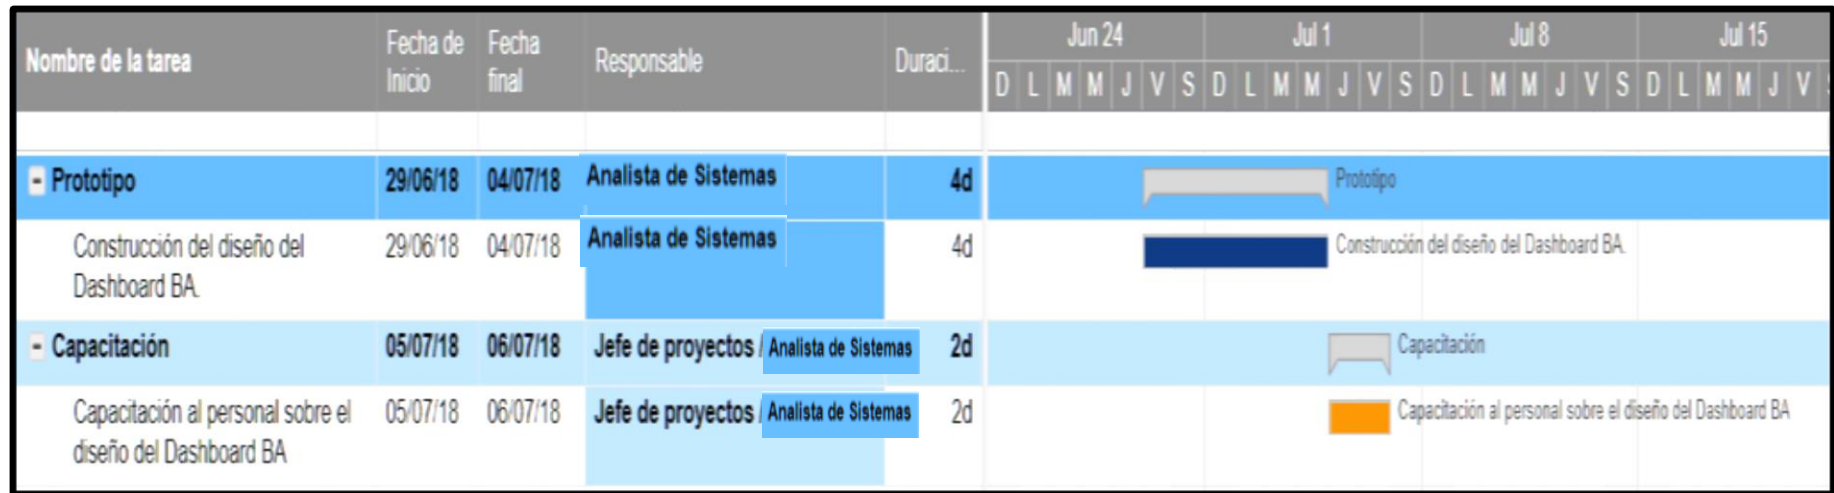 Nombre de la tarea Fecha de Inicio Fecha final Responsable Duraci... Jun 24 Jul 1 Jul 8 Jul 15
D L M M J V S D L M M J V S D L M M J V S D L M M J V S
- Prototipo 29/06/18 04/07/18 Analista de Sistemas 4d Prototipo
Construcción del diseño del 29/06/18 04/07/18 Analista de Sistemas 4d Construcción del diseño del Dashboard BA.
Dashboard BA.
- Capacitación 05/07/18 06/07/18 Jefe de proyectos / Analista de Sistemas 2d Capacitación
Capacitación al personal sobre el 05/07/18 06/07/18 Jefe de proyectos / Analista de Sistemas 2d Capacitación al personal sobre el diseño del Dashboard BA
diseño del Dashboard BA